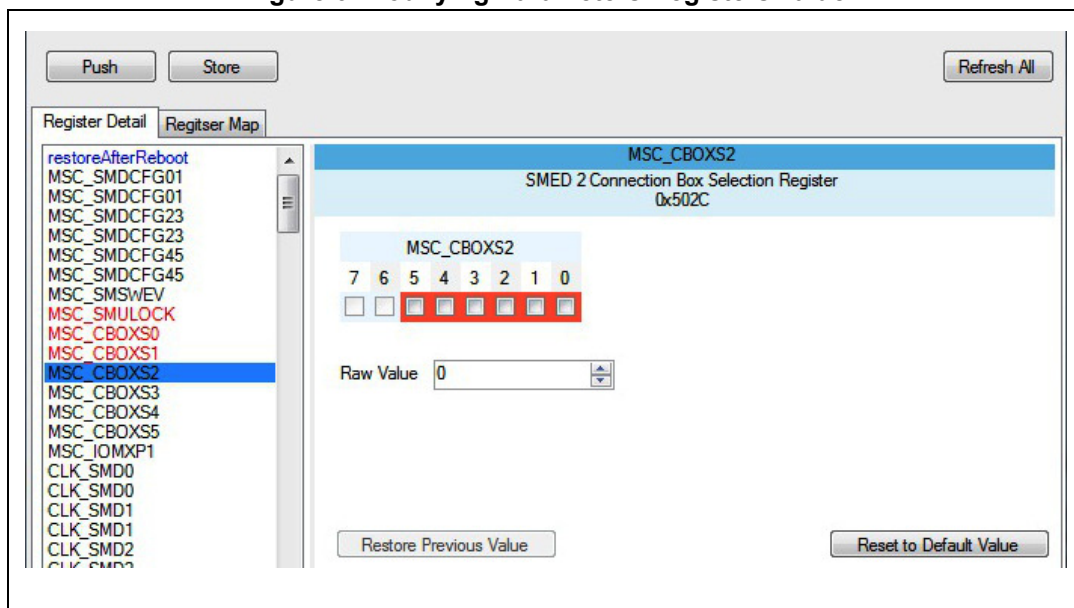 Push Store Refresh All
Register Detail Regitser Map
restoreAfterReboot
MSC_SMDCFG01
MSC_SMDCFG01
MSC_SMDCFG23
MSC_SMDCFG23
MSC_SMDCFG45
MSC_SMDCFG45
MSC_SMSWEV
MSC_SMULOCK
MSC_CBOXS0
MSC_CBOXS1
MSC_CBOXS2
MSC_CBOXS3
MSC_CBOXS4
MSC_CBOXS5
MSC_IOMXP1
CLK_SMD0
CLK_SMD0
CLK_SMD1
CLK_SMD1
CLK_SMD2
MSC_CBOXS2
SMED 2 Connection Box Selection Register
0x502C
MSC_CBOXS2
7 6 5 4 3 2 1 0
Raw Value 0
Restore Previous Value Reset to Default Value